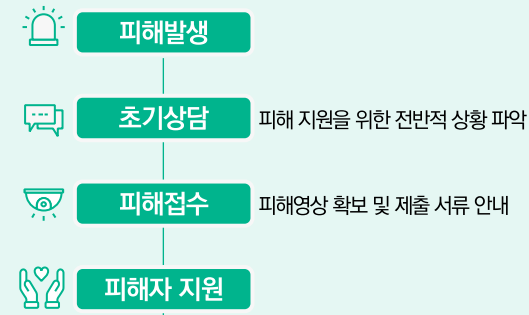 피해발생
초기상담
피해 지원을 위한 전반적 상황 파악
피해접수
피해영상 확보 및 제출 서류 안내
피해자 지원